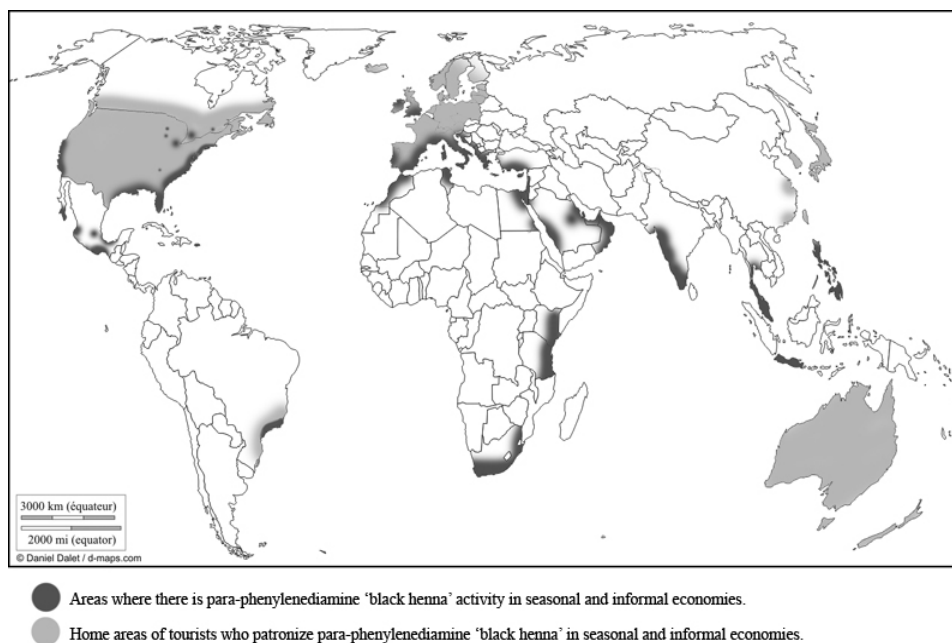 3000 km (équateur)
2000 mi (equator)
© Daniel Dalet / d-maps.com
Areas where there is para-phenylenediamine ‘black henna’ activity in seasonal and informal economies.
Home areas of tourists who patronize para-phenylenediamine ‘black henna’ in seasonal and informal economies.